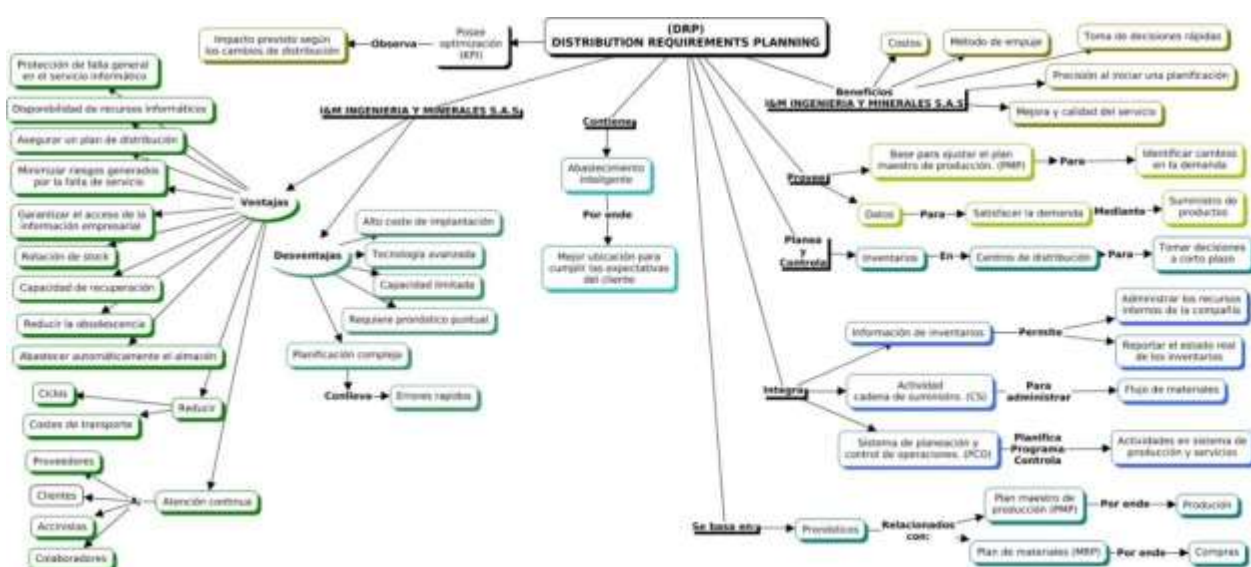 (DRP)
DISTRIBUTION REQUIREMENTS PLANNING
Impacto previsto según
los cambios de distribución
Observa
Posee
optimización
(KPI)
I&M INGENIERIA Y MINERALES S.A.S
Ventajas
Protección de falla general
en el servicio informático
Disponibilidad de recursos informáticos
Asegurar un plan de distribución
Minimizar riesgos generados
por la falta de servicio
Garantizar el acceso de la
información empresarial
Rotación de stock
Capacidad de recuperación
Reducir la obsolescencia
Abastecer automáticamente el almacén
Reducir
Ciclos
Costes de transporte
Atención continua
A:
Proveedores
Clientes
Accinistas
Colaboradores
Desventajas
Alto coste de implantación
Tecnología avanzada
Capacidad limitada
Requiere pronóstico puntual
Planificación compleja
Conlleva
Errores rapidos
Contiene
Abastecimiento
inteligente
Por ende
Mejor ubicación para
cumplir las expectativas
del cliente
Beneficios
I&M INGENIERIA Y MINERALES S.A.S
Costos
Método de empuje
Toma de decisiones rápidas
Precisión al iniciar una planificación
Mejora y calidad del servicio
Provee
Base para ajustar el plan
maestro de producción. (PMP)
Para
Identificar cambios
en la demanda
Datos
Para
Satisfacer la demanda
Mediante
Suministro de
productos
Planea
y
Controla
Inventarios
En
Centros de distribución
Para
Tomar decisiones
a corto plazo
Integra
Información de inventarios
Permite
Administrar los recursos
internos de la compañía
Reportar el estado real
de los inventarios
Actividad
cadena de suministro. (CS)
Para
administrar
Flujo de materiales
Sistema de planeación y
control de operaciones. (PCO)
Planifica
Programa
Controla
Actividades en sistema de
producción y servicios
Se basa en:
Pronósticos
Relacionados
con:
Plan maestro de
producción (PMP)
Por ende
Produción
Plan de materiales (MRP)
Por ende
Compras